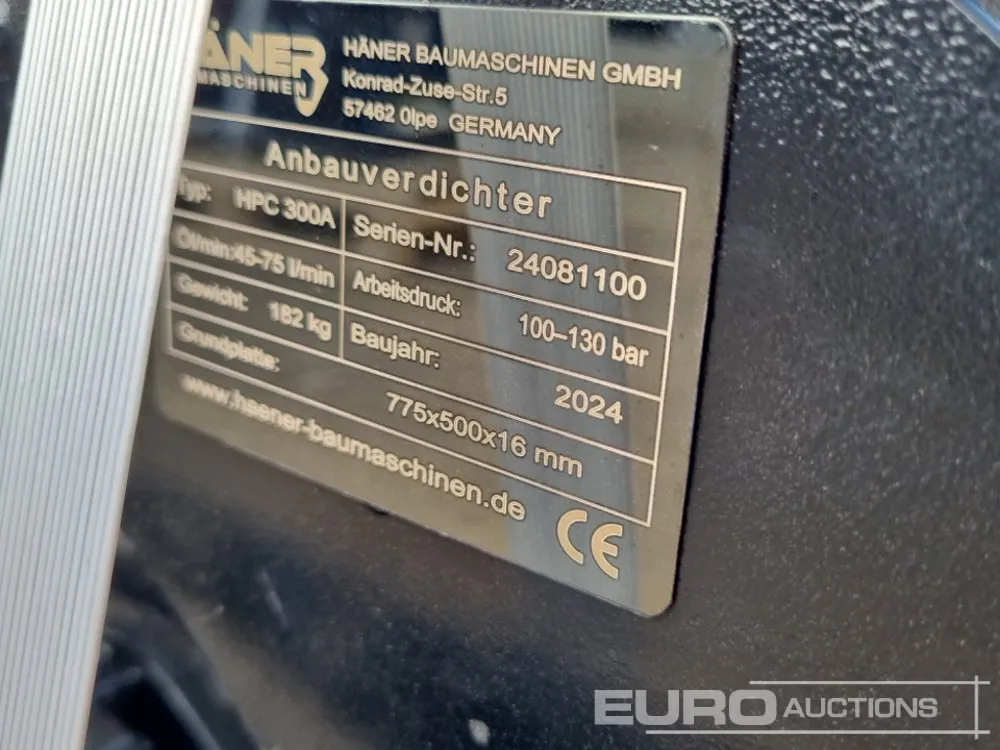 HÄNER
MASCHINEN
HÄNER BAUMASCHINEN GMBH
Konrad-Zuse-Str.5
57462 Olpe GERMANY
Anbauverdichter
Typ: HPC 300A
Serien-Nr.: 24081100
Öl/min:45-75 l/min
Arbeitsdruck: 100–130 bar
Gewicht: 182 kg
Baujahr: 2024
Grundplatte: 775x500x16 mm
www.haener-baumaschinen.de
CE
EURO AUCTIONS